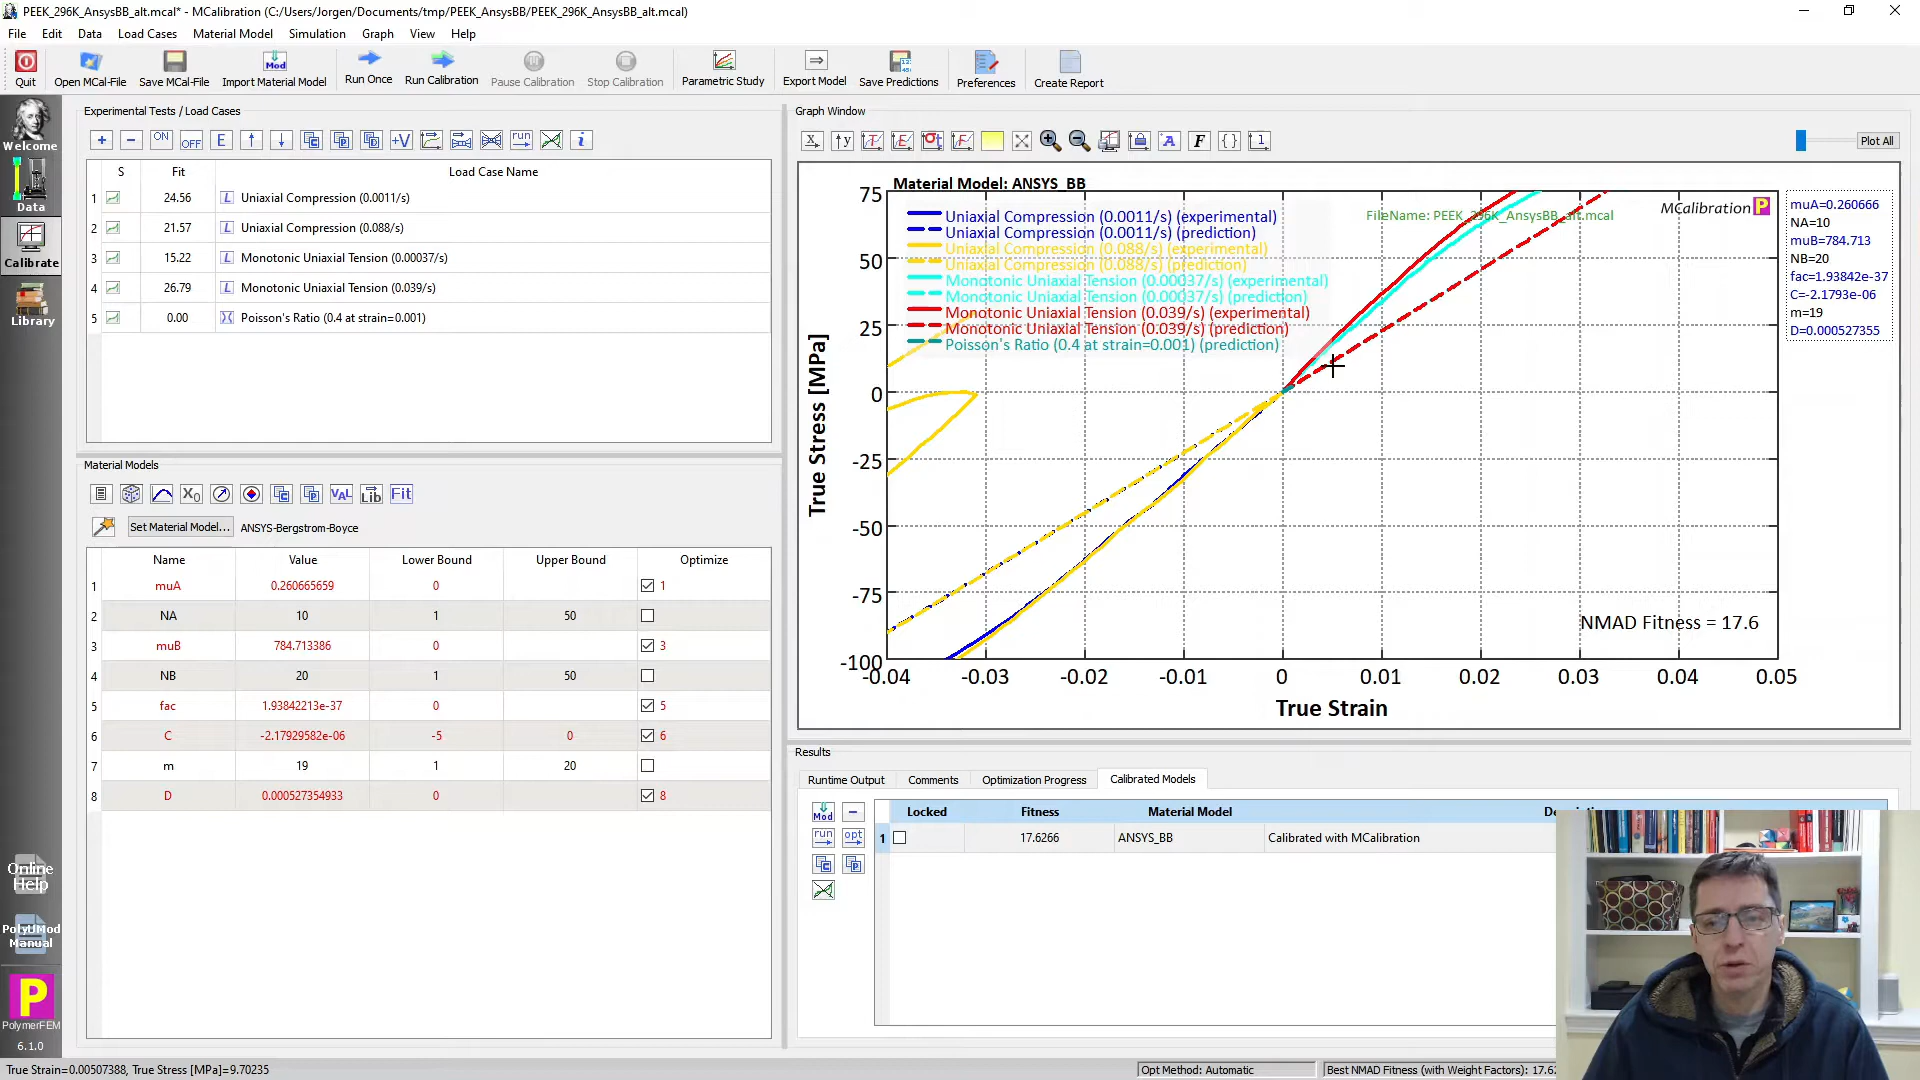 PEEK_296K_AnsysBB_alt.mcal* - MCalibration (C:/Users/Jorgen/Documents/tmp/PEEK_AnsysBB/PEEK_296K_AnsysBB_alt.mcal)
File Edit Data Load Cases Material Model Simulation Graph View Help
Quit Open MCal-File Save MCal-File Import Material Model Run Once Run Calibration Pause Calibration Stop Calibration Parametric Study Export Model Save Predictions Preferences Create Report
Welcome
Data
Calibrate
Library
Online Help
PolyUMod Manual
PolymerFEM
6.1.0
Experimental Tests / Load Cases
S Fit Load Case Name
1 24.56 L Uniaxial Compression (0.0011/s)
2 21.57 L Uniaxial Compression (0.088/s)
3 15.22 L Monotonic Uniaxial Tension (0.00037/s)
4 26.79 L Monotonic Uniaxial Tension (0.039/s)
5 0.00 Poisson's Ratio (0.4 at strain=0.001)
Material Models
Set Material Model... ANSYS-Bergstrom-Boyce
Name Value Lower Bound Upper Bound Optimize
1 muA 0.260665659 0 1
2 NA 10 1 50
3 muB 784.713386 0 3
4 NB 20 1 50
5 fac 1.93842213e-37 0 5
6 C -2.17929582e-06 -5 0 6
7 m 19 1 20
8 D 0.000527354933 0 8
Graph Window
Plot All
Material Model: ANSYS_BB
Uniaxial Compression (0.0011/s) (experimental)
Uniaxial Compression (0.0011/s) (prediction)
Uniaxial Compression (0.088/s) (experimental)
Uniaxial Compression (0.088/s) (prediction)
Monotonic Uniaxial Tension (0.00037/s) (experimental)
Monotonic Uniaxial Tension (0.00037/s) (prediction)
Monotonic Uniaxial Tension (0.039/s) (experimental)
Monotonic Uniaxial Tension (0.039/s) (prediction)
Poisson's Ratio (0.4 at strain=0.001) (prediction)
FileName: PEEK_296K_AnsysBB_alt.mcal
MCalibration P
muA=0.260666
NA=10
muB=784.713
NB=20
fac=1.93842e-37
C=-2.1793e-06
m=19
D=0.000527355
True Stress [MPa]
75
50
25
0
-25
-50
-75
-100
NMAD Fitness = 17.6
-0.04 -0.03 -0.02 -0.01 0 0.01 0.02 0.03 0.04 0.05
True Strain
Results
Runtime Output Comments Optimization Progress Calibrated Models
Locked Fitness Material Model
1 17.6266 ANSYS_BB Calibrated with MCalibration
True Strain=0.00507388, True Stress [MPa]=9.70235
Opt Method: Automatic
Best NMAD Fitness (with Weight Factors): 17.62